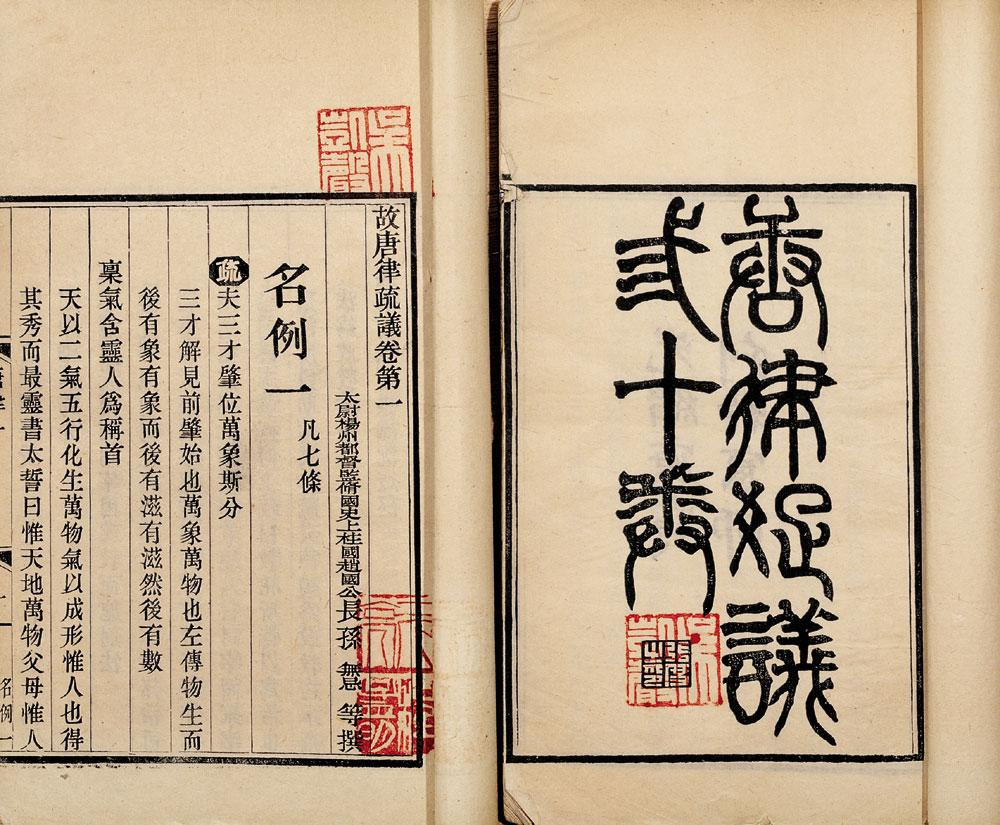 唐律疏議
弍十卷
故唐律疏議卷第一
太尉楊州都督監脩國史上柱國趙國公長孫無忌等撰
名例一 凡七條
疏夫三才肇位萬象斯分
三才解見前肇始也萬象萬物也左傳物生而
後有象有象而後有滋有滋然後有數
稟氣含靈人爲稱首
天以二氣五行化生萬物氣以成形惟人也得
其秀而最靈書太誓曰惟天地萬物父母惟人
名例一